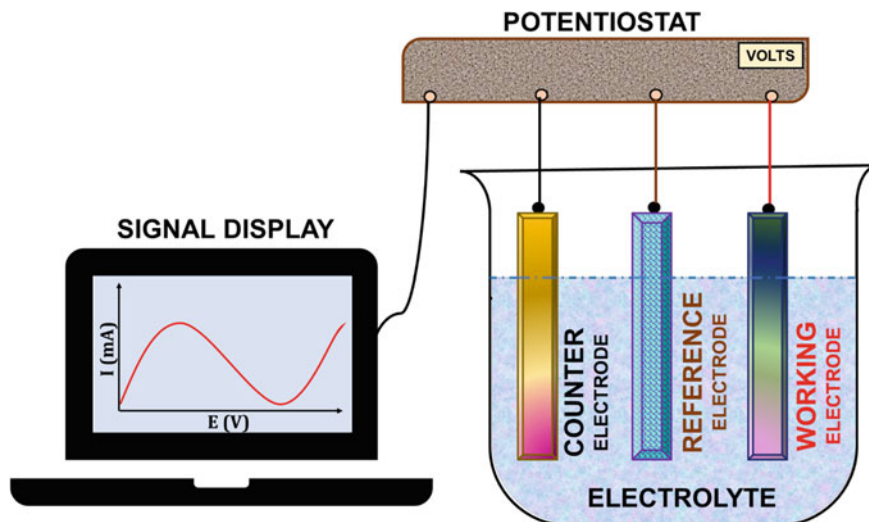 POTENTIOSTAT
VOLTS
SIGNAL DISPLAY
I (mA)
E (V)
COUNTER
ELECTRODE
REFERENCE
ELECTRODE
WORKING
ELECTRODE
ELECTROLYTE